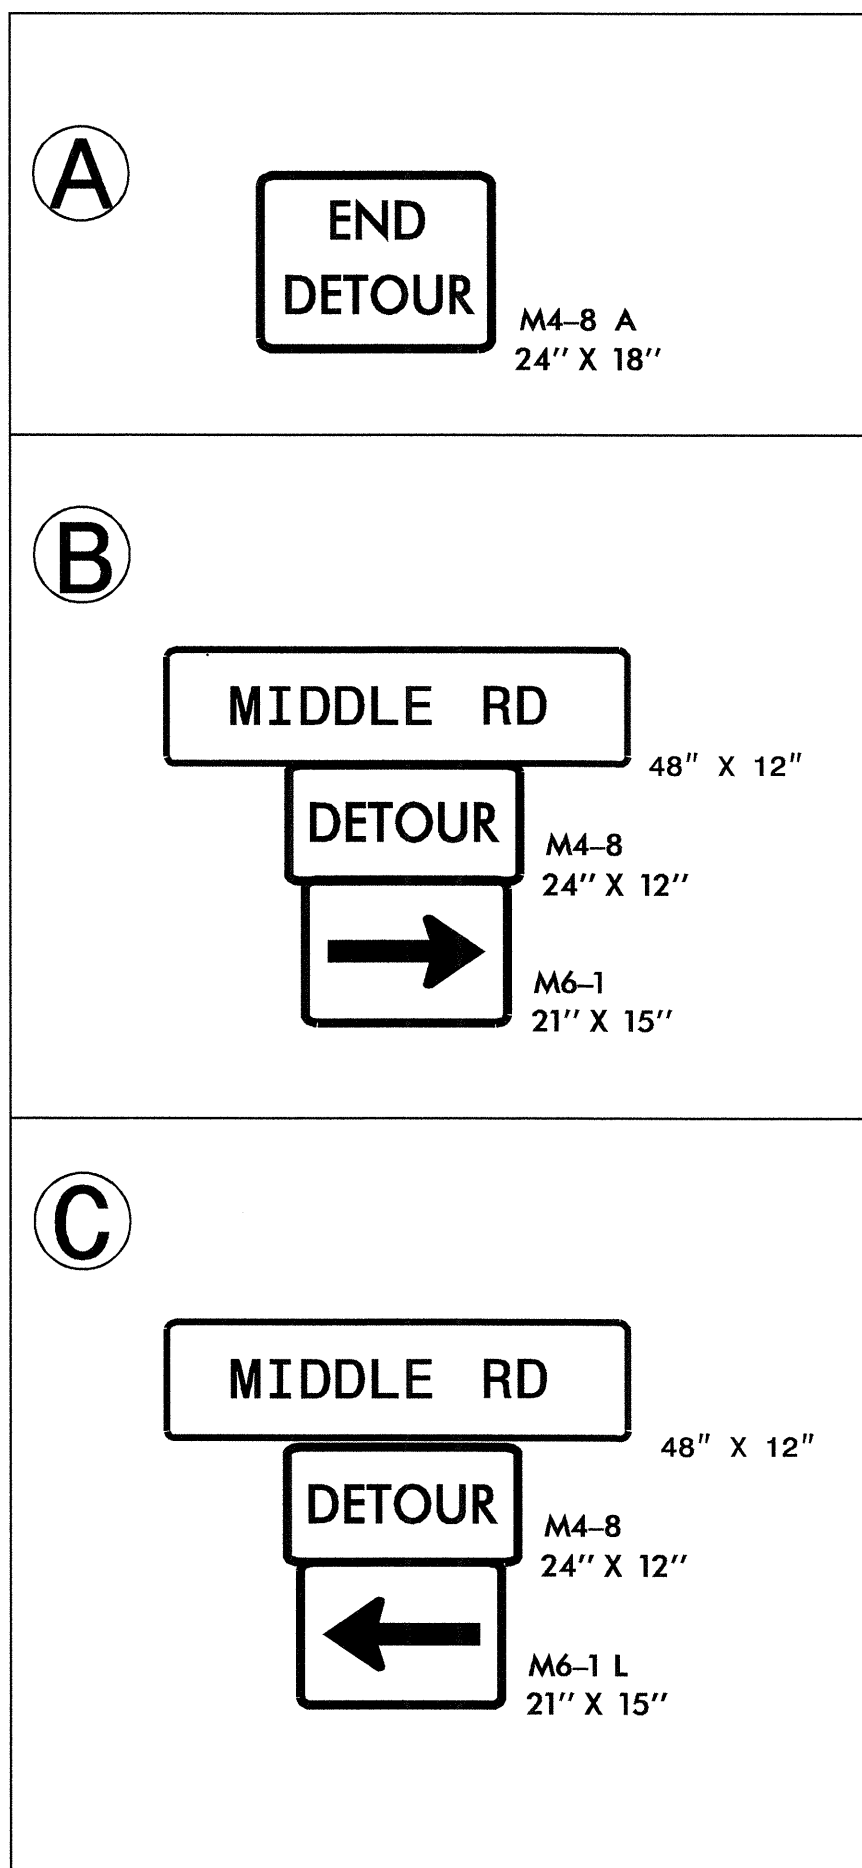 A
END
DETOUR
M4–8 A
24" X 18"
B
MIDDLE RD
48" X 12"
DETOUR
M4–8
24" X 12"
M6–1
21" X 15"
C
MIDDLE RD
48" X 12"
DETOUR
M4–8
24" X 12"
M6–1 L
21" X 15"